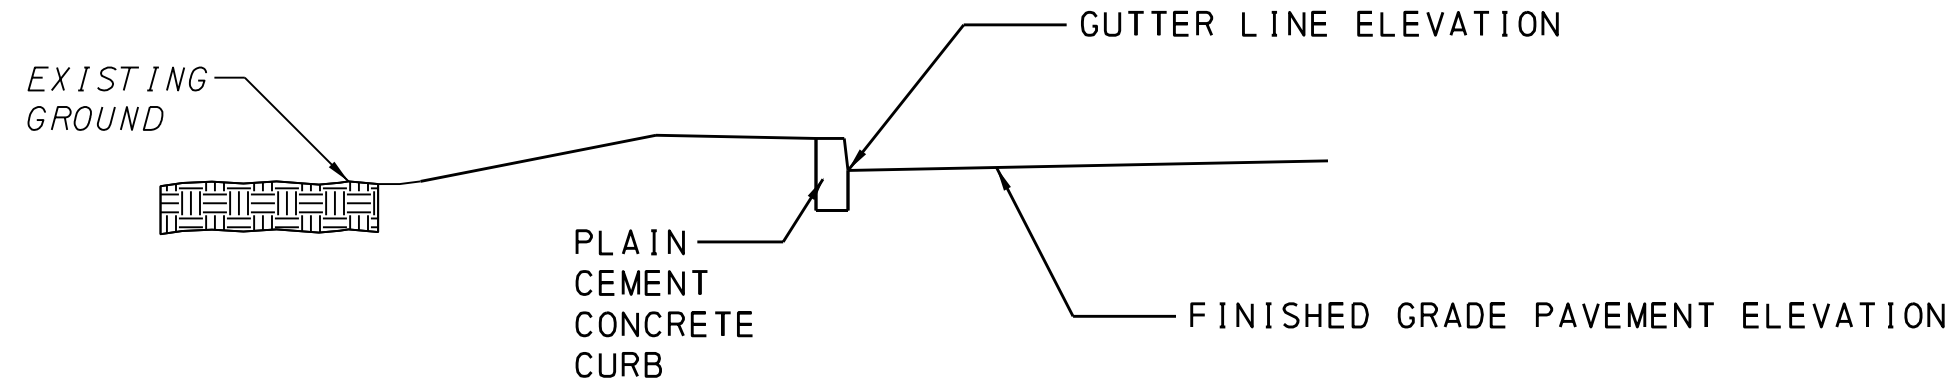 GUTTER LINE ELEVATION
EXISTING
GROUND
PLAIN
CEMENT
CONCRETE
CURB
FINISHED GRADE PAVEMENT ELEVATION